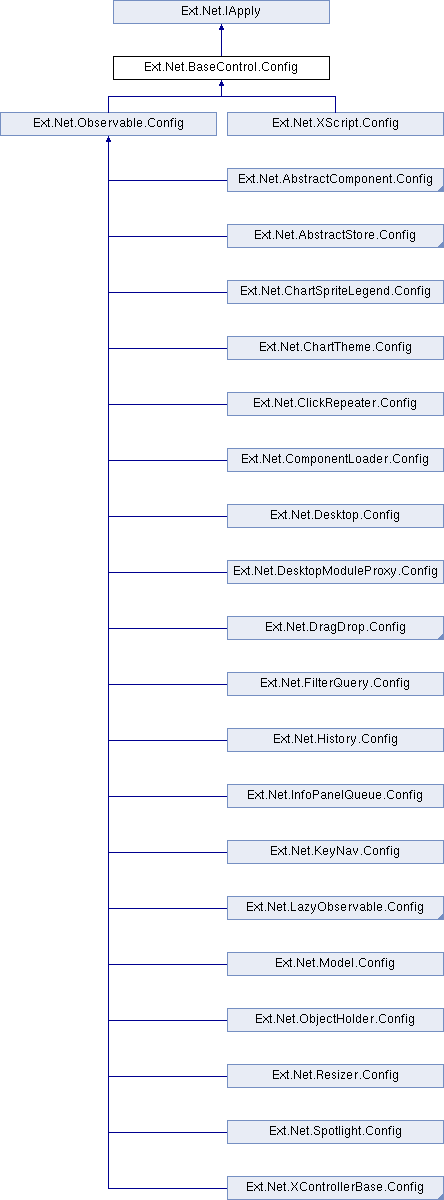 Ext.Net.IApply
Ext.Net.BaseControl.Config
Ext.Net.Observable.Config
Ext.Net.XScript.Config
Ext.Net.AbstractComponent.Config
Ext.Net.AbstractStore.Config
Ext.Net.ChartSpriteLegend.Config
Ext.Net.ChartTheme.Config
Ext.Net.ClickRepeater.Config
Ext.Net.ComponentLoader.Config
Ext.Net.Desktop.Config
Ext.Net.DesktopModuleProxy.Config
Ext.Net.DragDrop.Config
Ext.Net.FilterQuery.Config
Ext.Net.History.Config
Ext.Net.InfoPanelQueue.Config
Ext.Net.KeyNav.Config
Ext.Net.LazyObservable.Config
Ext.Net.Model.Config
Ext.Net.ObjectHolder.Config
Ext.Net.Resizer.Config
Ext.Net.Spotlight.Config
Ext.Net.XControllerBase.Config